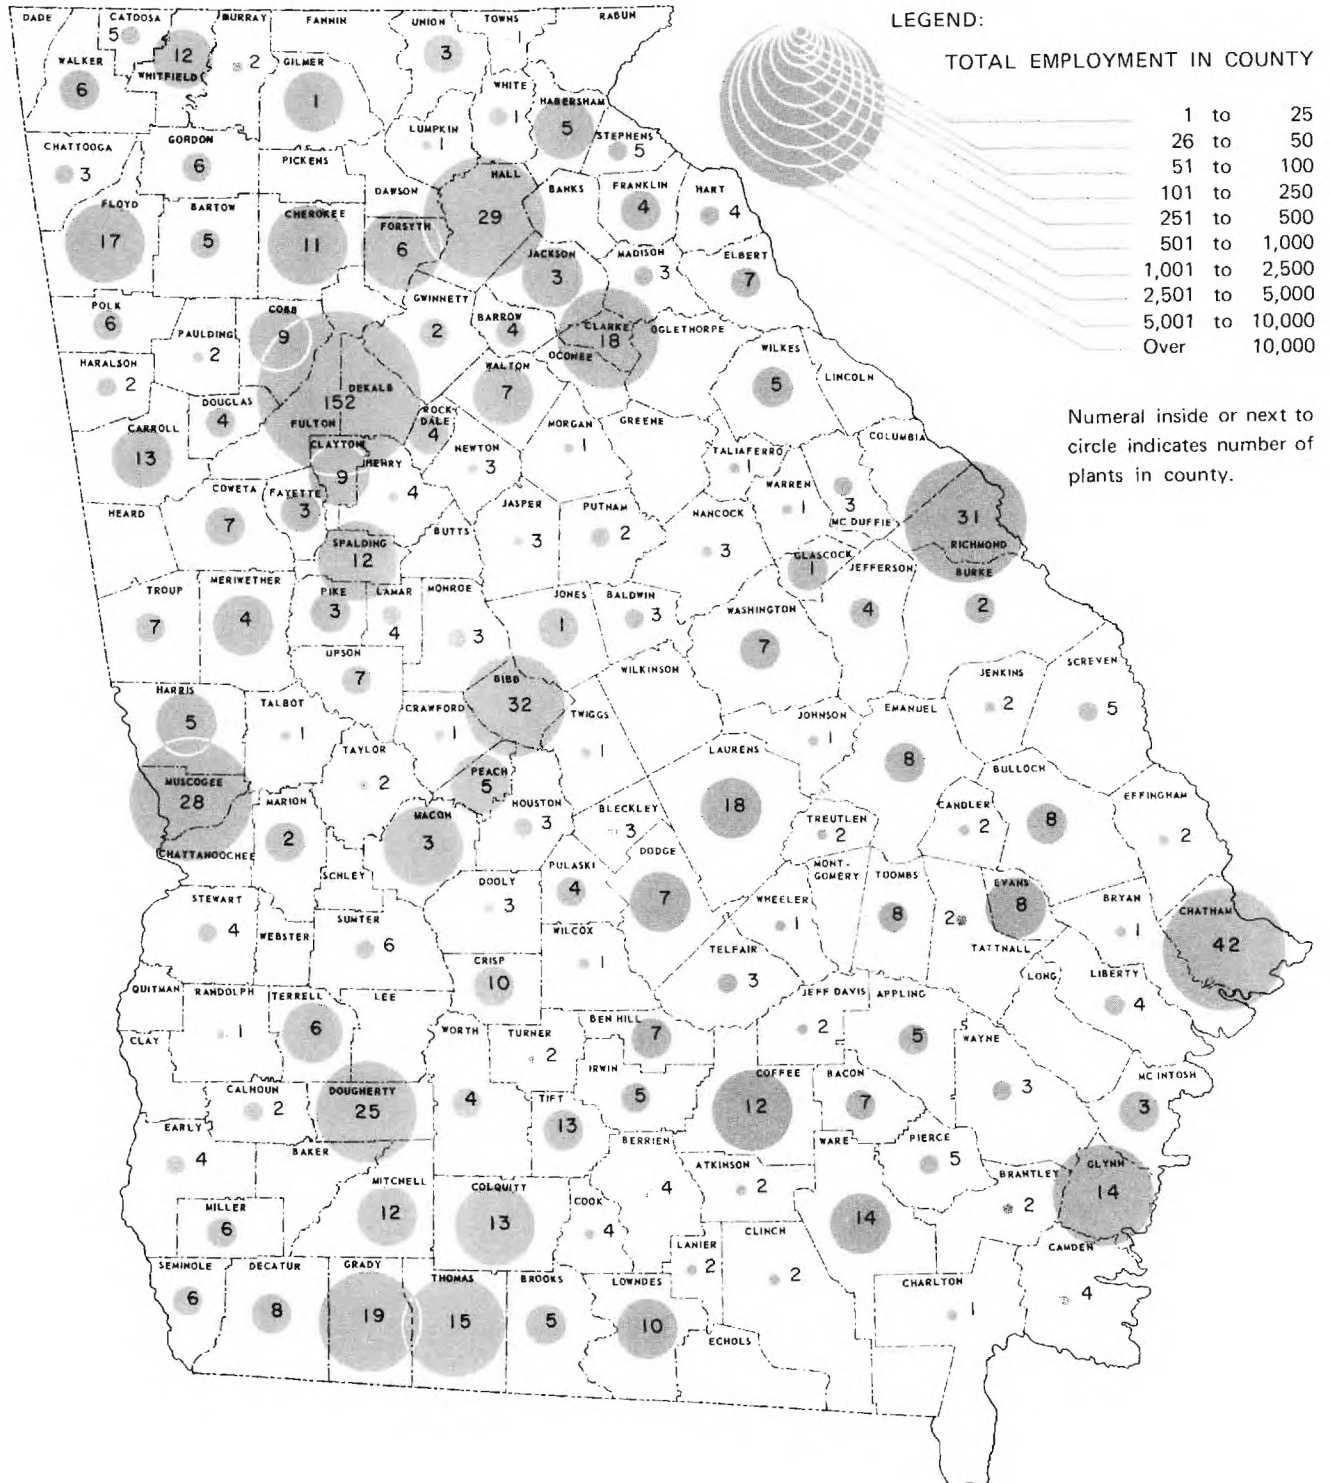 LEGEND:
TOTAL EMPLOYMENT IN COUNTY
1 to 25
26 to 50
51 to 100
101 to 250
251 to 500
501 to 1,000
1,001 to 2,500
2,501 to 5,000
5,001 to 10,000
Over 10,000
Numeral inside or next to
circle indicates number of
plants in county.
DADE
CATOOSA
5
WHITFIELD
12
MURRAY
2
FANNIN
UNION
3
TOWNS
1
RABUN
WALKER
6
GILMER
1
WHITE
1
HABERSHAM
5
LUMPKIN
1
STEPHENS
5
CHATTOOGA
3
GORDON
6
PICKENS
DAWSON
HALL
29
BANKS
FRANKLIN
4
HART
4
FLOYD
17
BARTOW
5
CHEROKEE
11
FORSYTH
6
JACKSON
3
MADISON
3
ELBERT
7
POLK
6
PAULDING
2
COBB
9
GWINNETT
2
BARROW
4
CLARKE
18
OCONEE
OGLETHORPE
WILKES
5
LINCOLN
HARALSON
2
DOUGLAS
4
DEKALB
152
FULTON
WALTON
7
ROCK
DALE
4
CARROLL
13
CLAYTON
9
HENRY
4
NEWTON
3
MORGAN
1
GREENE
TALIAFERRO
1
COLUMBIA
WARREN
1
MC DUFFIE
3
RICHMOND
31
HEARD
COWETA
7
FAYETTE
3
SPALDING
12
BUTTS
JASPER
3
PUTNAM
2
HANCOCK
3
GLASCOCK
1
JEFFERSON
4
BURKE
2
TROUP
7
MERIWETHER
4
PIKE
3
LAMAR
4
MONROE
3
JONES
1
BALDWIN
3
WASHINGTON
7
UPSON
7
BIBB
32
WILKINSON
JENKINS
2
SCREVEN
5
HARRIS
5
TALBOT
1
CRAWFORD
1
TWIGGS
1
JOHNSON
1
EMANUEL
8
TAYLOR
2
PEACH
5
LAURENS
18
MUSCOGEE
28
CHATTAHOOCHEE
MARION
2
MACON
3
HOUSTON
3
BLECKLEY
3
TREUTLEN
2
CANDLER
2
BULLOCH
8
EFFINGHAM
2
SCHLEY
DODGE
7
PULASKI
4
MONT-
GOMERY
TOOMBS
8
EVANS
8
BRYAN
1
CHATHAM
42
STEWART
4
WEBSTER
SUMTER
6
DOOLY
3
WILCOX
1
WHEELER
1
2
TATTNALL
CRISP
10
TELFAIR
3
LONG
LIBERTY
4
QUITMAN
RANDOLPH
1
TERRELL
6
LEE
JEFF DAVIS
2
APPLING
5
CLAY
WORTH
4
TURNER
2
BEN HILL
7
IRWIN
5
WAYNE
3
MC INTOSH
3
CALHOUN
2
DOUGHERTY
25
TIFT
13
COFFEE
12
BACON
7
EARLY
4
BAKER
BERRIEN
4
ATKINSON
2
WARE
14
PIERCE
5
BRANTLEY
2
GLYNN
14
MILLER
6
MITCHELL
12
COLQUITT
13
COOK
4
LANIER
2
CLINCH
2
CAMDEN
4
SEMINOLE
6
DECATUR
8
GRADY
19
THOMAS
15
BROOKS
5
LOWNDES
10
ECHOLS
CHARLTON
1